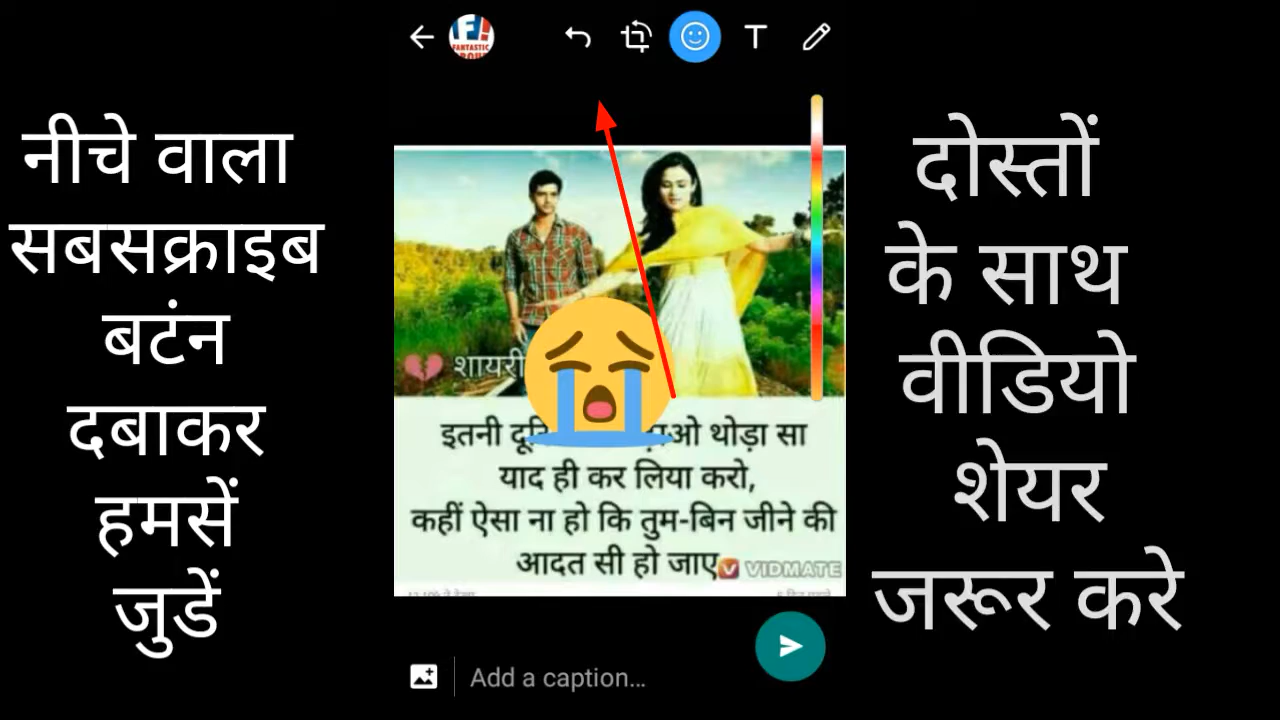 नीचे वाला
सबसक्राइब
बटंन
दबाकर
हमसें
जुडें
F!
FANTASTIC
T
शायरी
इतनी ओ थोड़ा सा
याद ही कर लिया करो,
कहीं ऐसा ना हो कि तुम-बिन जीने की
आदत सी हो जाए
VIDMATE
Add a caption...
दोस्तों
के साथ
वीडियो
शेयर
जरूर करे